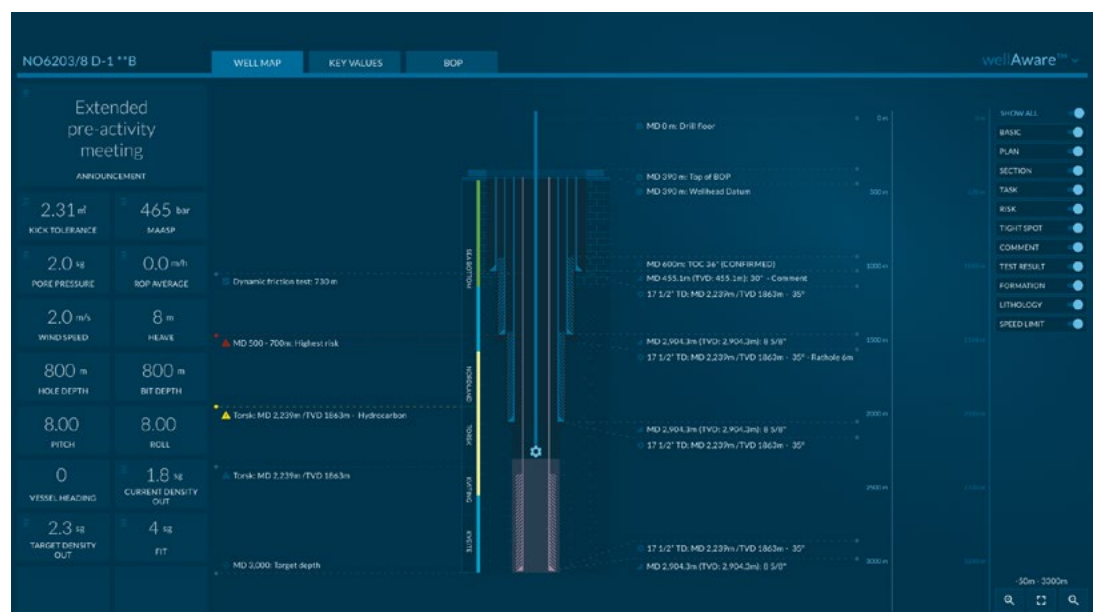 NO6203/8 D-1 **B
WELL MAP
KEY VALUES
BOP
wellAware™
Extended
pre-activity
meeting
ANNOUNCEMENT
2.31 ㎡
KICK TOLERANCE
465 bar
MAASP
2.0 sg
PORE PRESSURE
0.0 m/h
ROP AVERAGE
2.0 m/s
WIND SPEED
8 m
HEAVE
800 m
HOLE DEPTH
800 m
BIT DEPTH
8.00
PITCH
8.00
ROLL
0
VESSEL HEADING
1.8 sg
CURRENT DENSITY
OUT
2.3 sg
TARGET DENSITY
OUT
4 sg
FIT
Dynamic friction test: 730 m
MD 500 - 700m: Highest risk
Torsk: MD 2,239m /TVD 1863m - Hydrocarbon
Torsk: MD 2,239m /TVD 1863m
MD 3,000: Target depth
SEA BOTTOM
NORDLAND
TORSK
KVITING
KVEITE
MD 0 m: Drill floor
MD 390 m: Top of BOP
MD 390 m: Wellhead Datum
MD 600m: TOC 36" (CONFIRMED)
MD 455.1m (TVD: 455.1m): 30" - Comment
17 1/2" TD: MD 2,239m /TVD 1863m - 35"
MD 2,904.3m (TVD: 2,904.3m): 8 5/8"
17 1/2" TD: MD 2,239m /TVD 1863m - 35" - Rathole 6m
MD 2,904.3m (TVD: 2,904.3m): 8 5/8"
17 1/2" TD: MD 2,239m /TVD 1863m - 35"
17 1/2" TD: MD 2,239m /TVD 1863m - 35"
MD 2,904.3m (TVD: 2,904.3m): 8 5/8"
0 m
500 m
1000 m
1500 m
2000 m
2500 m
3000 m
SHOW ALL
BASIC
PLAN
SECTION
TASK
RISK
TIGHT SPOT
COMMENT
TEST RESULT
FORMATION
LITHOLOGY
SPEED LIMIT
-50m - 3300m